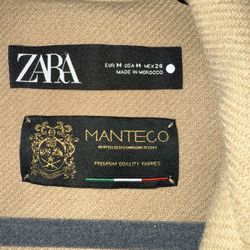 ZARA
EUR M USA M MEX 28
MADE IN MOROCCO
MANTECO
PREMIUM QUALITY FABRICS